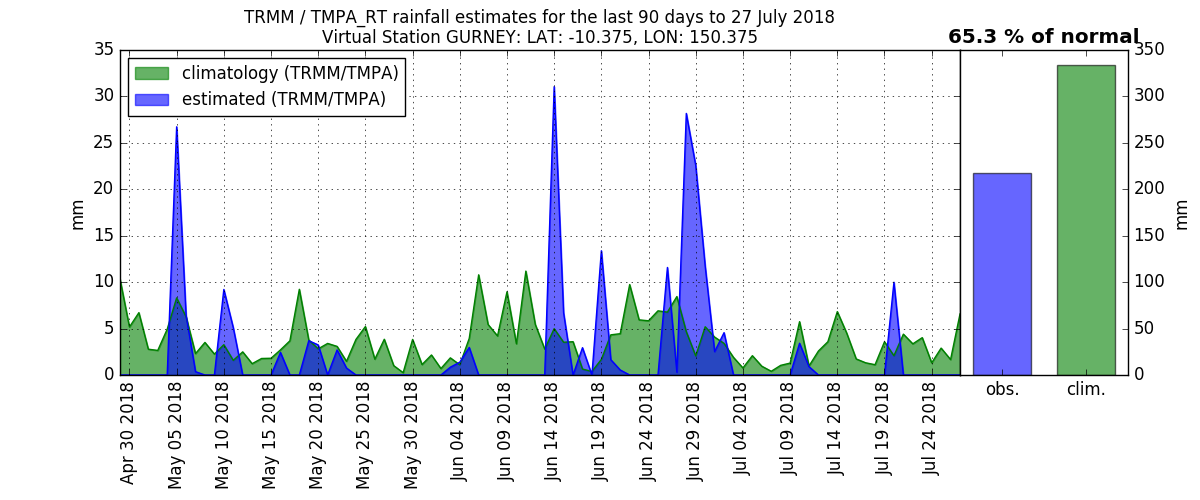 TRMM / TMPA_RT rainfall estimates for the last 90 days to 27 July 2018
Virtual Station GURNEY: LAT: -10.375, LON: 150.375
65.3 % of normal
climatology (TRMM/TMPA)
estimated (TRMM/TMPA)
mm
35
30
25
20
15
10
5
0
Apr 30 2018
May 05 2018
May 10 2018
May 15 2018
May 20 2018
May 25 2018
May 30 2018
Jun 04 2018
Jun 09 2018
Jun 14 2018
Jun 19 2018
Jun 24 2018
Jun 29 2018
Jul 04 2018
Jul 09 2018
Jul 14 2018
Jul 19 2018
Jul 24 2018
obs.
clim.
350
300
250
200
150
100
50
0
mm